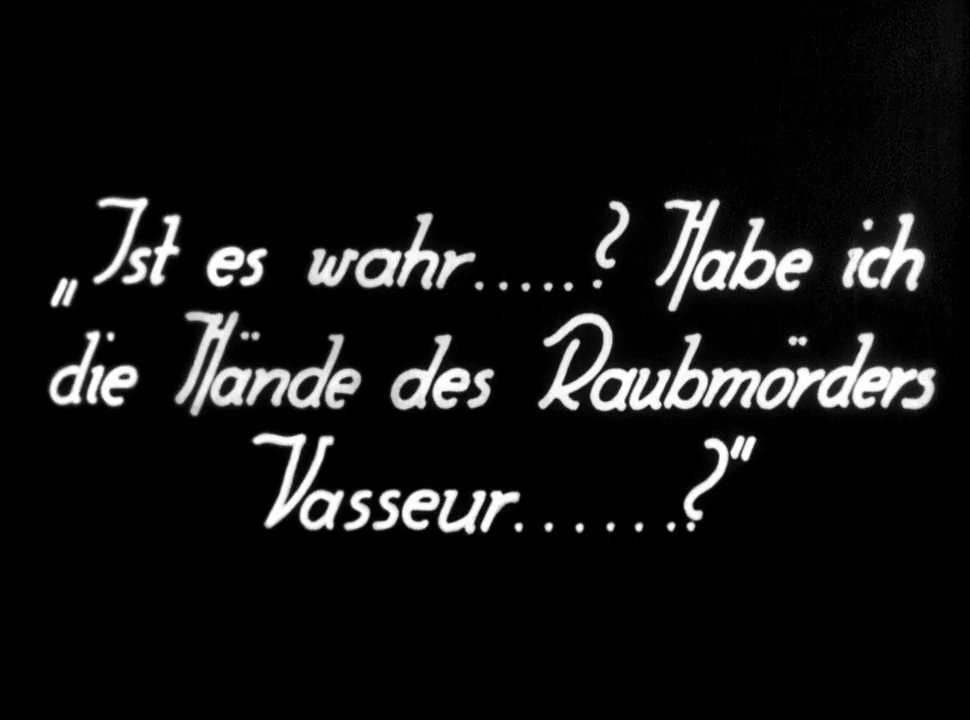 „Ist es wahr.....? Habe ich
die Hände des Raubmörders
Vasseur......?"